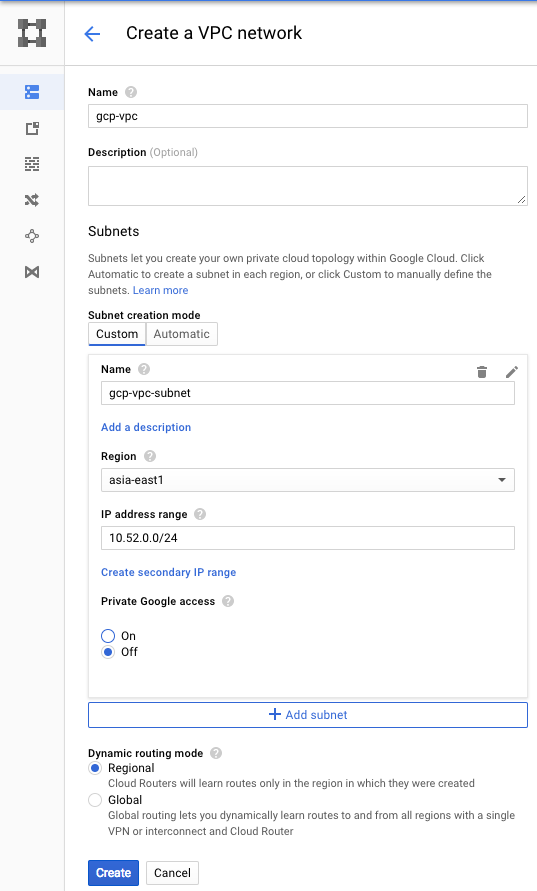 Create a VPC network
Name
gcp-vpc
Description (Optional)
Subnets
Subnets let you create your own private cloud topology within Google Cloud. Click
Automatic to create a subnet in each region, or click Custom to manually define the
subnets. Learn more
Subnet creation mode
Custom Automatic
Name
gcp-vpc-subnet
Add a description
Region
asia-east1
IP address range
10.52.0.0/24
Create secondary IP range
Private Google access
On
Off
Add subnet
Dynamic routing mode
Regional
Cloud Routers will learn routes only in the region in which they were created
Global
Global routing lets you dynamically learn routes to and from all regions with a single
VPN or interconnect and Cloud Router
Create Cancel